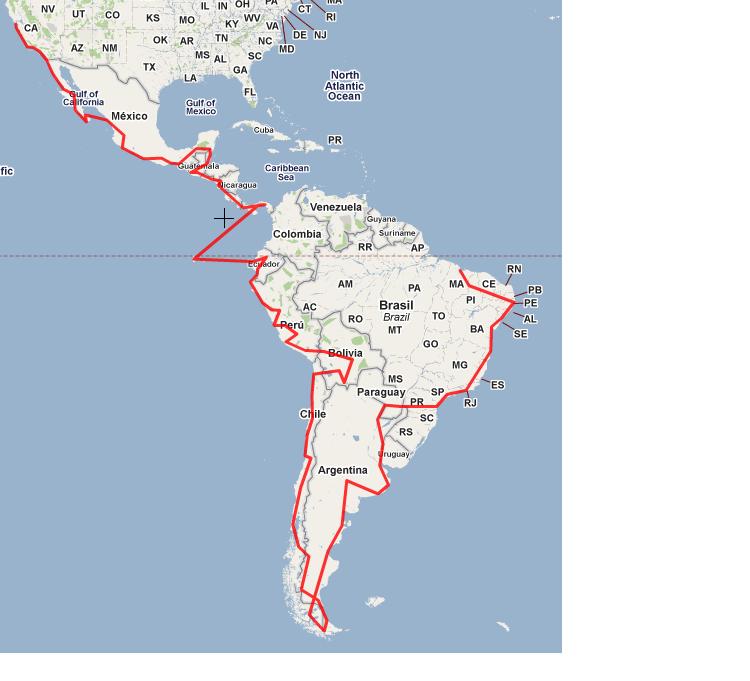 MA
NV
UT
CO
KS
MO
IL
IN
OH
PA
CT
RI
WV
KY
VA
NJ
DE
MD
CA
AZ
NM
OK
AR
TN
NC
SC
MS
AL
GA
TX
LA
FL
North
Atlantic
Ocean
Gulf of
California
Gulf of
Mexico
México
Cuba
PR
fic
Guatemala
Caribbean
Sea
Nicaragua
Venezuela
Guyana
Suriname
Colombia
RR
AP
Ecuador
RN
AM
PA
MA
CE
PB
PI
PE
AC
Brasil
Brazil
TO
AL
RO
Perú
MT
BA
SE
GO
Bolivia
MG
MS
ES
Paraguay
SP
PR
RJ
Chile
SC
RS
Uruguay
Argentina